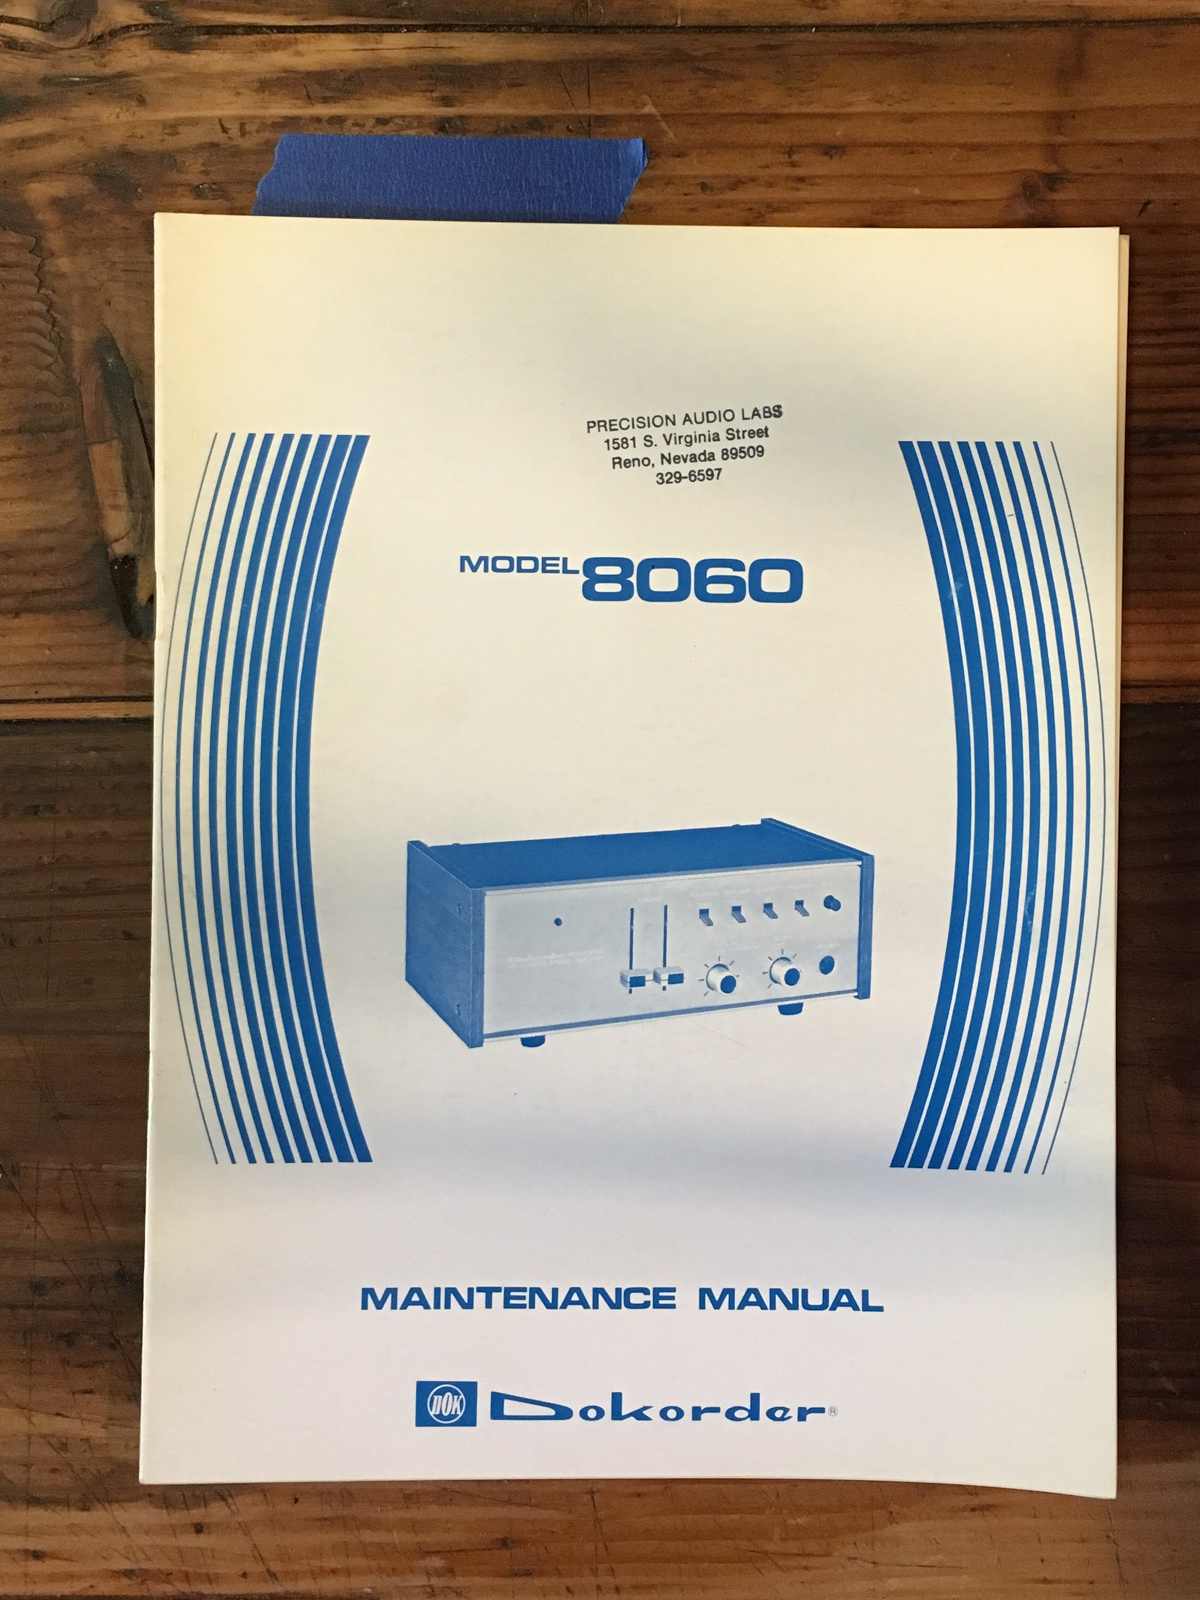 PRECISION AUDIO LABS
1581 S. Virginia Street
Reno, Nevada 89509
329-6597
MODEL 8060
MAINTENANCE MANUAL
DOK Dokorder®